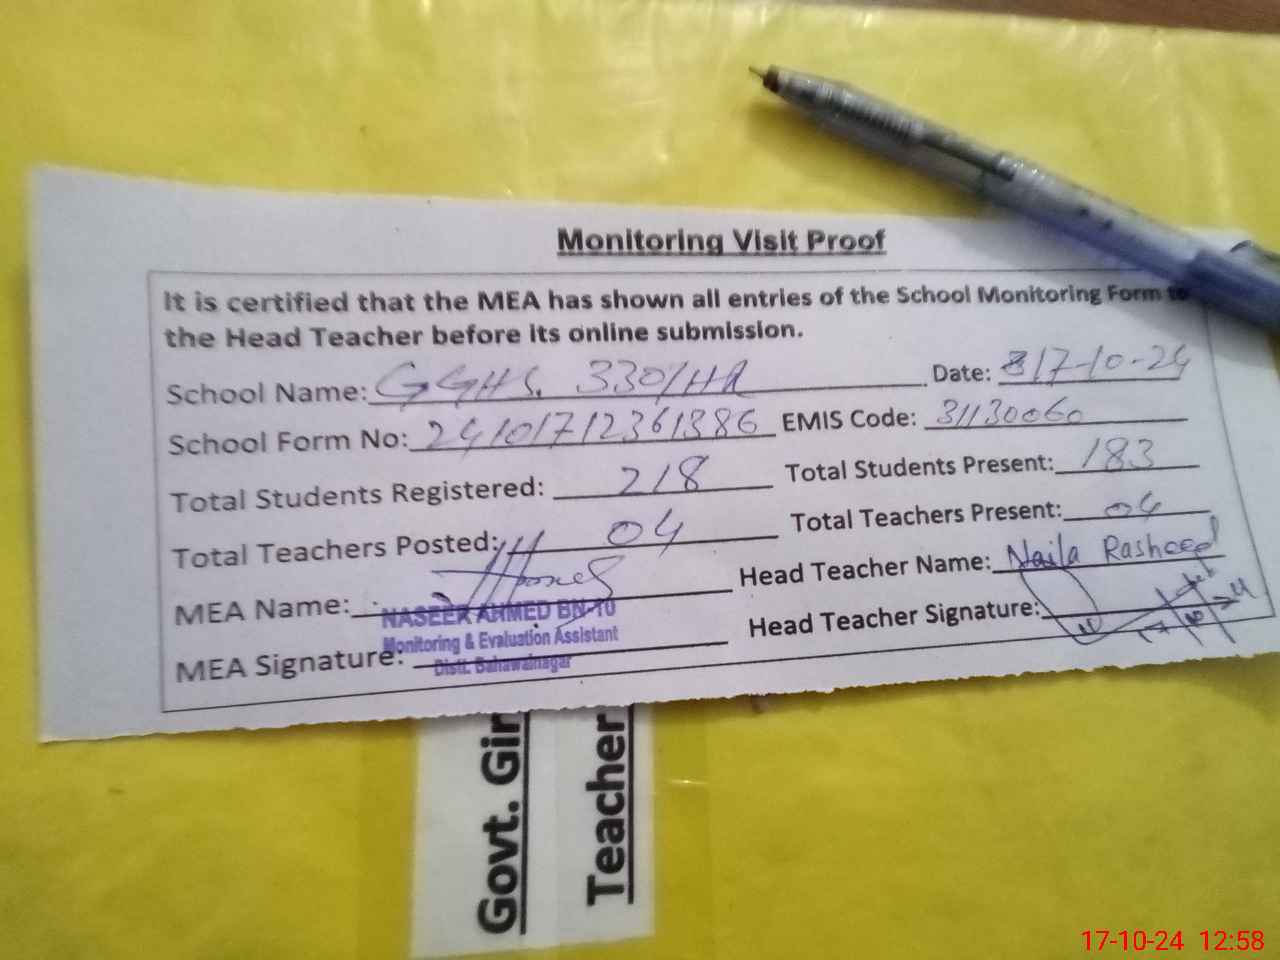 Monitoring Visit Proof
It is certified that the MEA has shown all entries of the School Monitoring Form to
the Head Teacher before its online submission.
School Name: GGHS. 330/HR Date: 17-10-24
School Form No: 24101712361386 EMIS Code: 31130060
Total Students Registered: 218 Total Students Present: 183
Total Teachers Posted: 04 Total Teachers Present: 04
MEA Name: Head Teacher Name: Naila Rasheed
NASEER AHMED BN-10
Monitoring & Evaluation Assistant
MEA Signature: Head Teacher Signature:
Distt. Bahawalnagar
Govt. Gir
Teacher
17-10-24 12:58